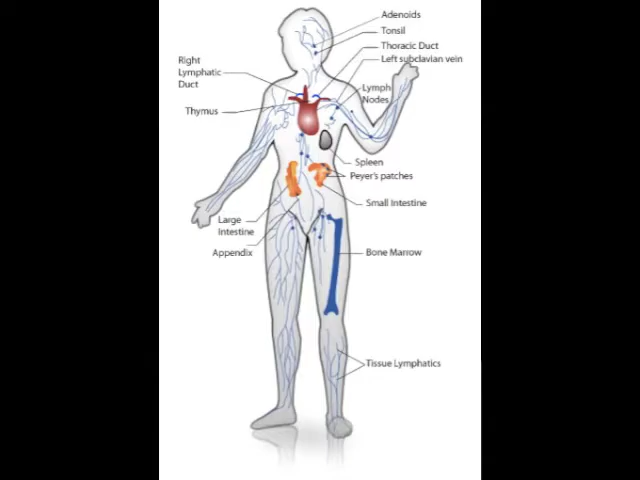 Adenoids
Tonsil
Thoracic Duct
Left subclavian vein
Right
Lymphatic
Duct
Lymph
Nodes
Thymus
Spleen
Peyer's patches
Small Intestine
Large
Intestine
Appendix
Bone Marrow
Tissue Lymphatics